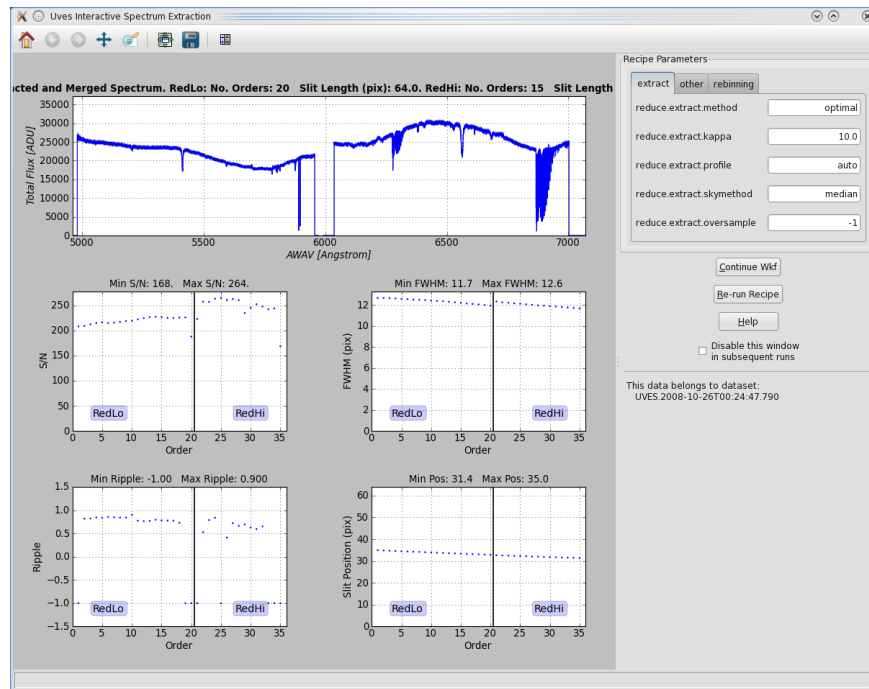 Uves Interactive Spectrum Extraction
acted and Merged Spectrum. RedLo: No. Orders: 20 Slit Length (pix): 64.0. RedHi: No. Orders: 15 Slit Length
35000
30000
25000
20000
15000
10000
5000
0
Total Flux [ADU]
5000 5500 6000 6500 7000
AWAV [Angstrom]
Min S/N: 168. Max S/N: 264.
250
200
150
100
50
0
S/N
RedLo RedHi
0 5 10 15 20 25 30 35
Order
Min FWHM: 11.7 Max FWHM: 12.6
12
10
8
6
4
2
0
FWHM (pix)
RedLo RedHi
0 5 10 15 20 25 30 35
Order
Min Ripple: -1.00 Max Ripple: 0.900
1.5
1.0
0.5
0.0
−0.5
−1.0
−1.5
Ripple
RedLo RedHi
0 5 10 15 20 25 30 35
Order
Min Pos: 31.4 Max Pos: 35.0
60
50
40
30
20
10
0
Slit Position (pix)
RedLo RedHi
0 5 10 15 20 25 30 35
Order
Recipe Parameters
extract other rebinning
reduce.extract.method optimal
reduce.extract.kappa 10.0
reduce.extract.profile auto
reduce.extract.skymethod median
reduce.extract.oversample -1
Continue Wkf
Re-run Recipe
Help
Disable this window
in subsequent runs
This data belongs to dataset:
UVES.2008-10-26T00:24:47.790